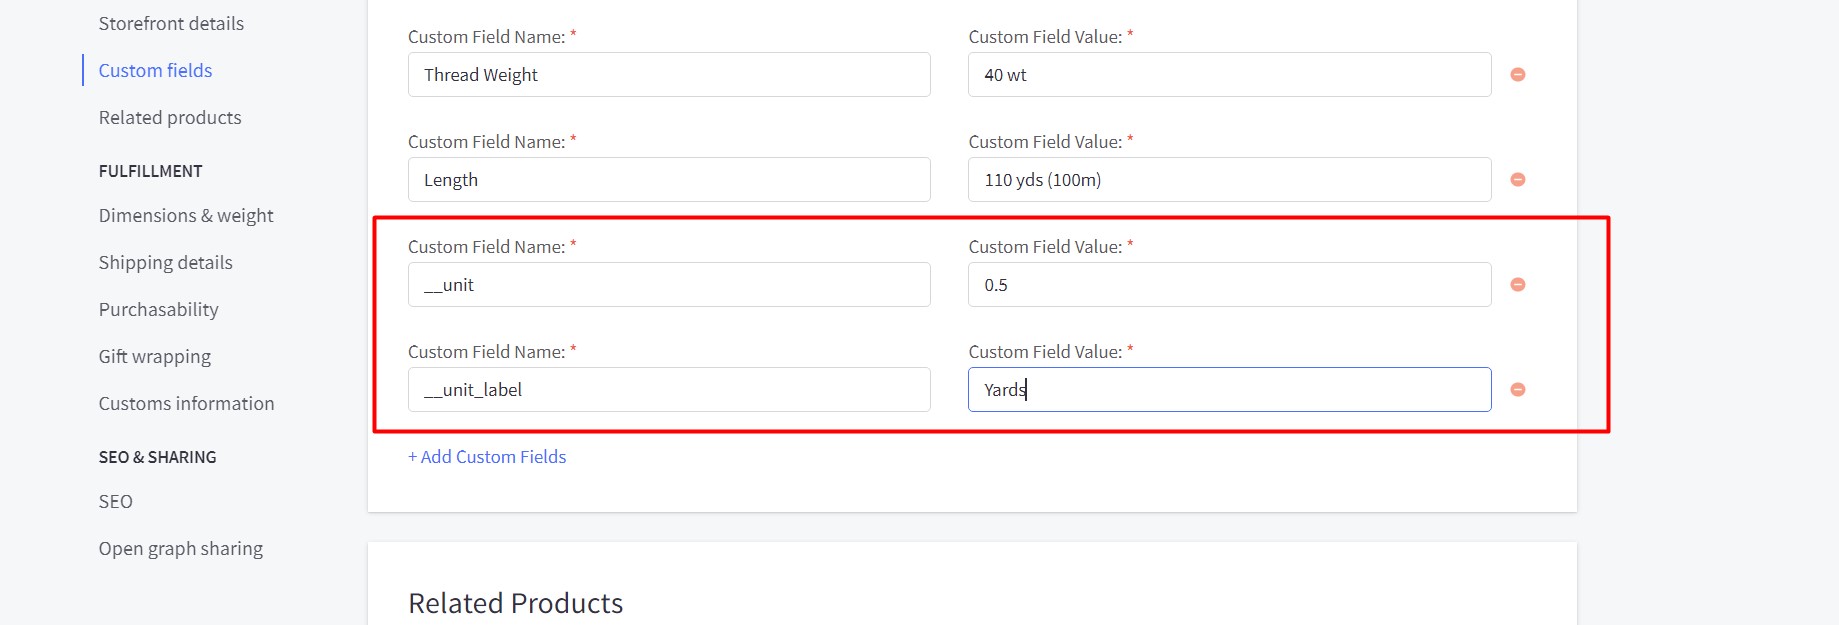 Storefront details
Custom fields
Related products
FULFILLMENT
Dimensions & weight
Shipping details
Purchasability
Gift wrapping
Customs information
SEO & SHARING
SEO
Open graph sharing
Custom Field Name: *
Custom Field Value: *
Thread Weight
40 wt
Custom Field Name: *
Custom Field Value: *
Length
110 yds (100m)
Custom Field Name: *
Custom Field Value: *
__unit
0.5
Custom Field Name: *
Custom Field Value: *
__unit_label
Yards
+ Add Custom Fields
Related Products